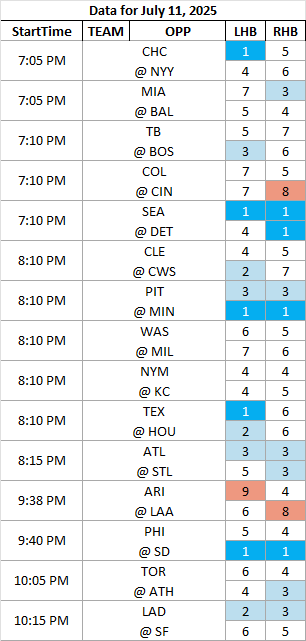 Data for July 11, 2025
StartTime TEAM OPP LHB RHB
7:05 PM CHC 1 5
@ NYY 4 6
7:05 PM MIA 7 3
@ BAL 5 4
7:10 PM TB 5 7
@ BOS 3 6
7:10 PM COL 7 5
@ CIN 7 8
7:10 PM SEA 1 1
@ DET 4 1
8:10 PM CLE 4 5
@ CWS 2 7
8:10 PM PIT 3 3
@ MIN 1 1
8:10 PM WAS 6 5
@ MIL 7 6
8:10 PM NYM 4 4
@ KC 4 5
8:10 PM TEX 1 6
@ HOU 2 6
8:15 PM ATL 3 3
@ STL 5 3
9:38 PM ARI 9 4
@ LAA 6 8
9:40 PM PHI 5 4
@ SD 1 1
10:05 PM TOR 6 4
@ ATH 4 3
10:15 PM LAD 2 3
@ SF 6 5